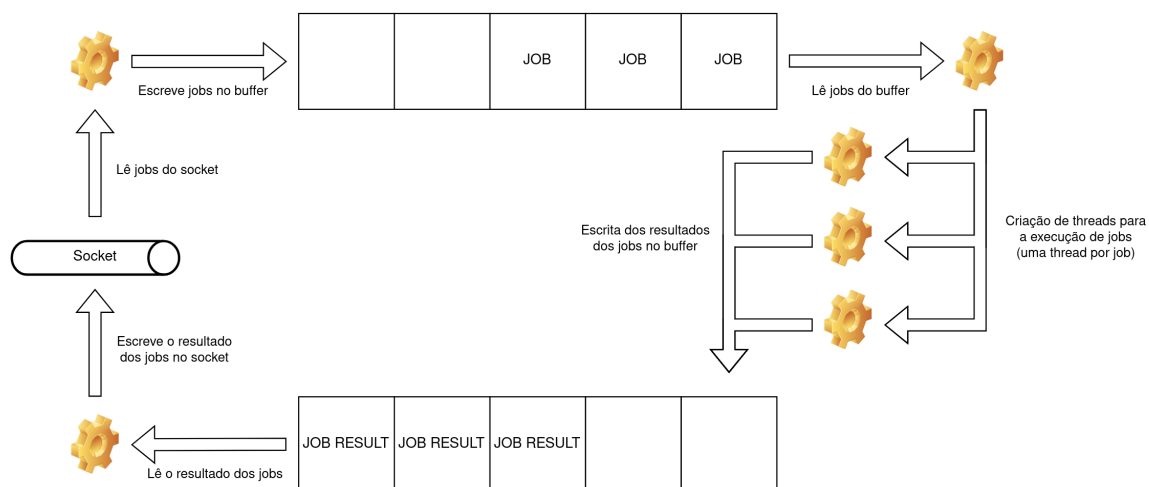 JOB
JOB
JOB
Escreve jobs no buffer
Lê jobs do buffer
Lê jobs do socket
Escrita dos resultados
dos jobs no buffer
Criação de threads para
a execução de jobs
(uma thread por job)
Socket
Escreve o resultado
dos jobs no socket
JOB RESULT
JOB RESULT
JOB RESULT
Lê o resultado dos jobs